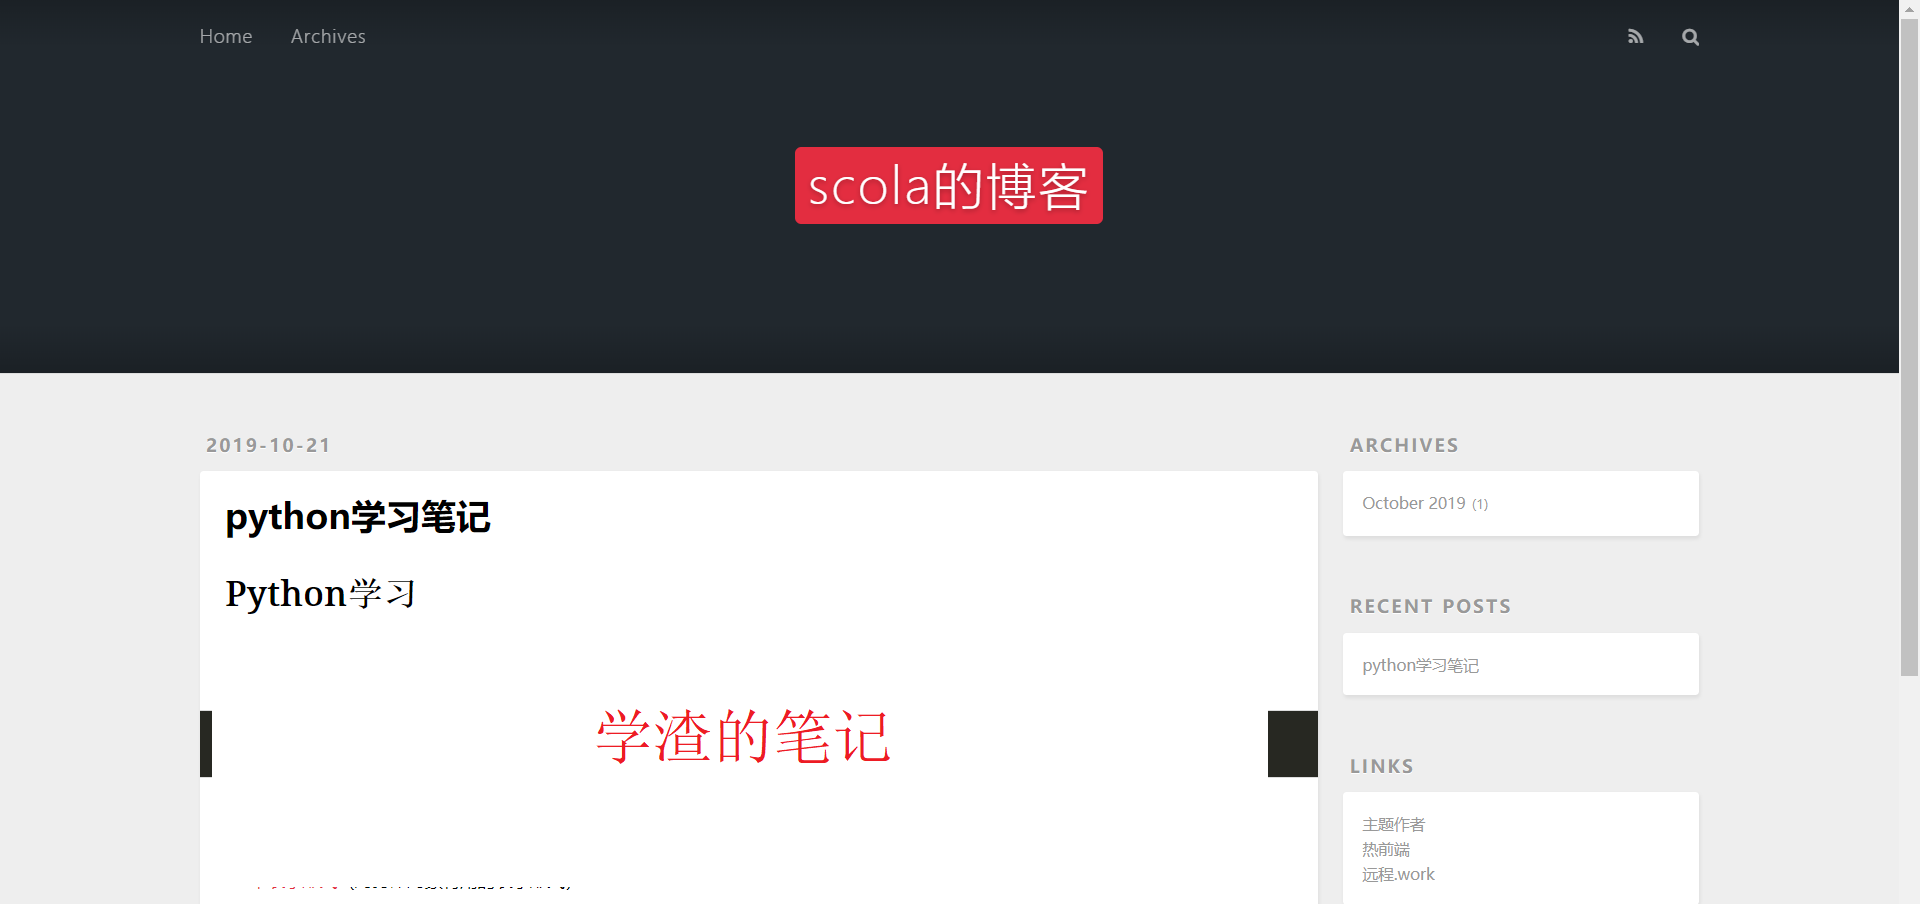 Home Archives
scola的博客
2019-10-21
python学习笔记
Python学习
学渣的笔记
ARCHIVES
October 2019 (1)
RECENT POSTS
python学习笔记
LINKS
主题作者
热前端
远程.work